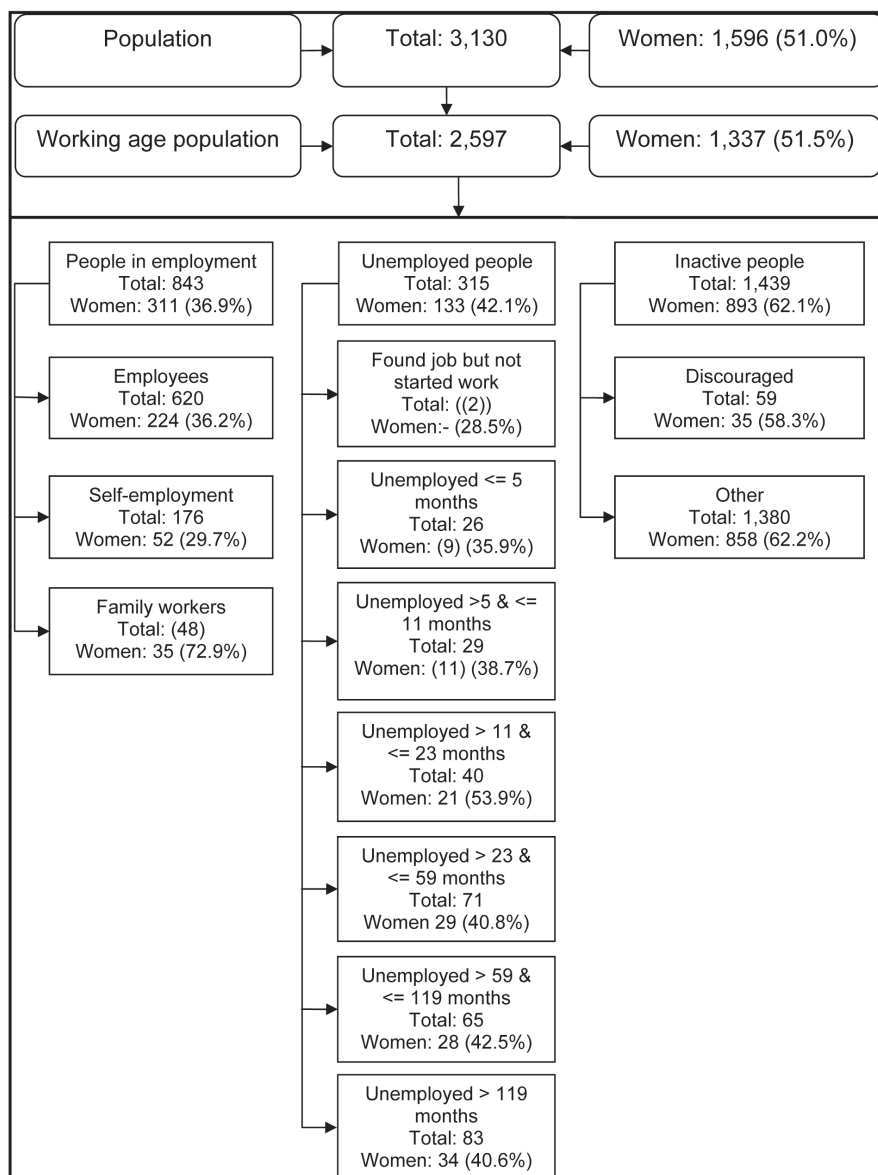 Population
Total: 3,130
Women: 1,596 (51.0%)
Working age population
Total: 2,597
Women: 1,337 (51.5%)
People in employment
Total: 843
Women: 311 (36.9%)
Employees
Total: 620
Women: 224 (36.2%)
Self-employment
Total: 176
Women: 52 (29.7%)
Family workers
Total: (48)
Women: 35 (72.9%)
Unemployed people
Total: 315
Women: 133 (42.1%)
Found job but not
started work
Total: ((2))
Women:- (28.5%)
Unemployed <= 5
months
Total: 26
Women: (9) (35.9%)
Unemployed >5 & <=
11 months
Total: 29
Women: (11) (38.7%)
Unemployed > 11 &
<= 23 months
Total: 40
Women: 21 (53.9%)
Unemployed > 23 &
<= 59 months
Total: 71
Women 29 (40.8%)
Unemployed > 59 &
<= 119 months
Total: 65
Women: 28 (42.5%)
Unemployed > 119
months
Total: 83
Women: 34 (40.6%)
Inactive people
Total: 1,439
Women: 893 (62.1%)
Discouraged
Total: 59
Women: 35 (58.3%)
Other
Total: 1,380
Women: 858 (62.2%)